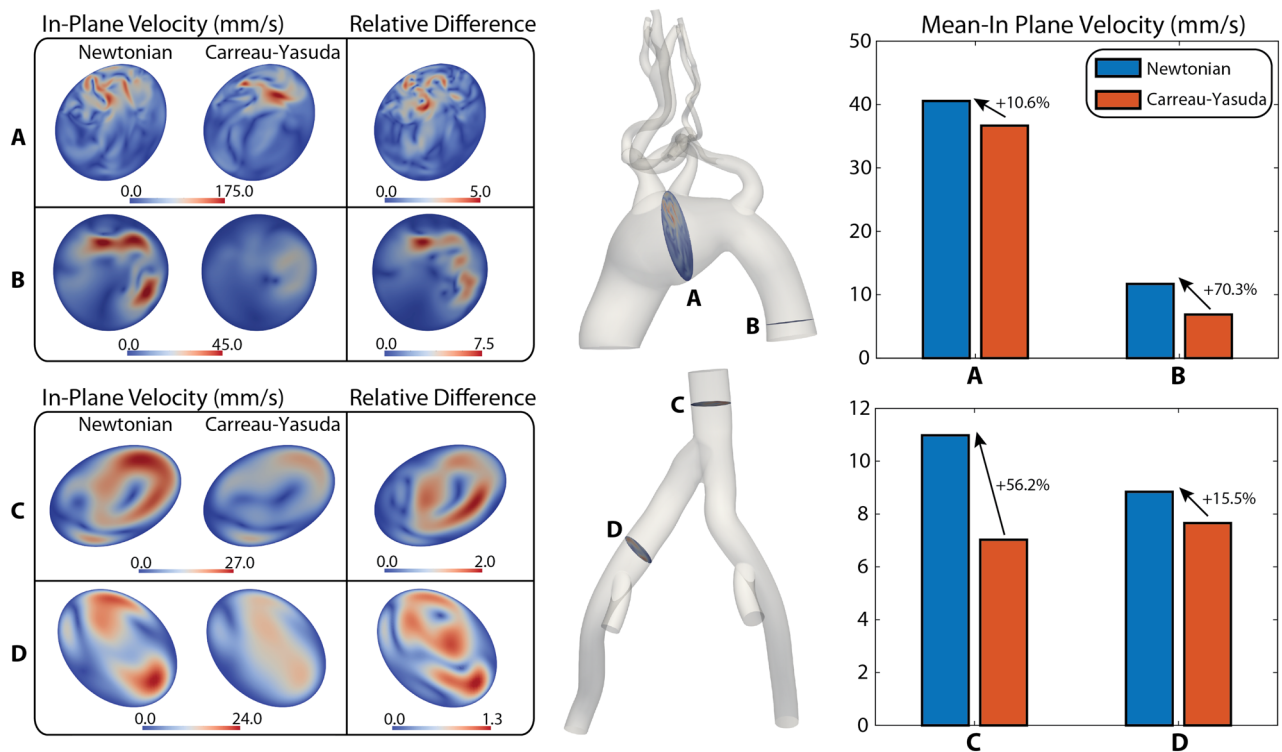 In-Plane Velocity (mm/s)
Relative Difference
Newtonian
Carreau-Yasuda
A
0.0
175.0
0.0
5.0
B
0.0
45.0
0.0
7.5
In-Plane Velocity (mm/s)
Relative Difference
Newtonian
Carreau-Yasuda
C
0.0
27.0
0.0
2.0
D
0.0
24.0
0.0
1.3
A
B
C
D
Mean-In Plane Velocity (mm/s)
50
40
30
20
10
0
Newtonian
Carreau-Yasuda
+10.6%
+70.3%
A
B
12
10
8
6
4
2
0
+56.2%
+15.5%
C
D